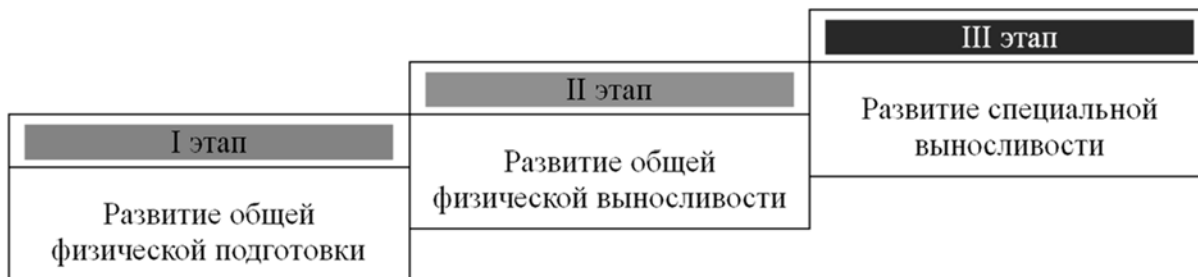 I этап
Развитие общей
физической подготовки
II этап
Развитие общей
физической выносливости
III этап
Развитие специальной
выносливости